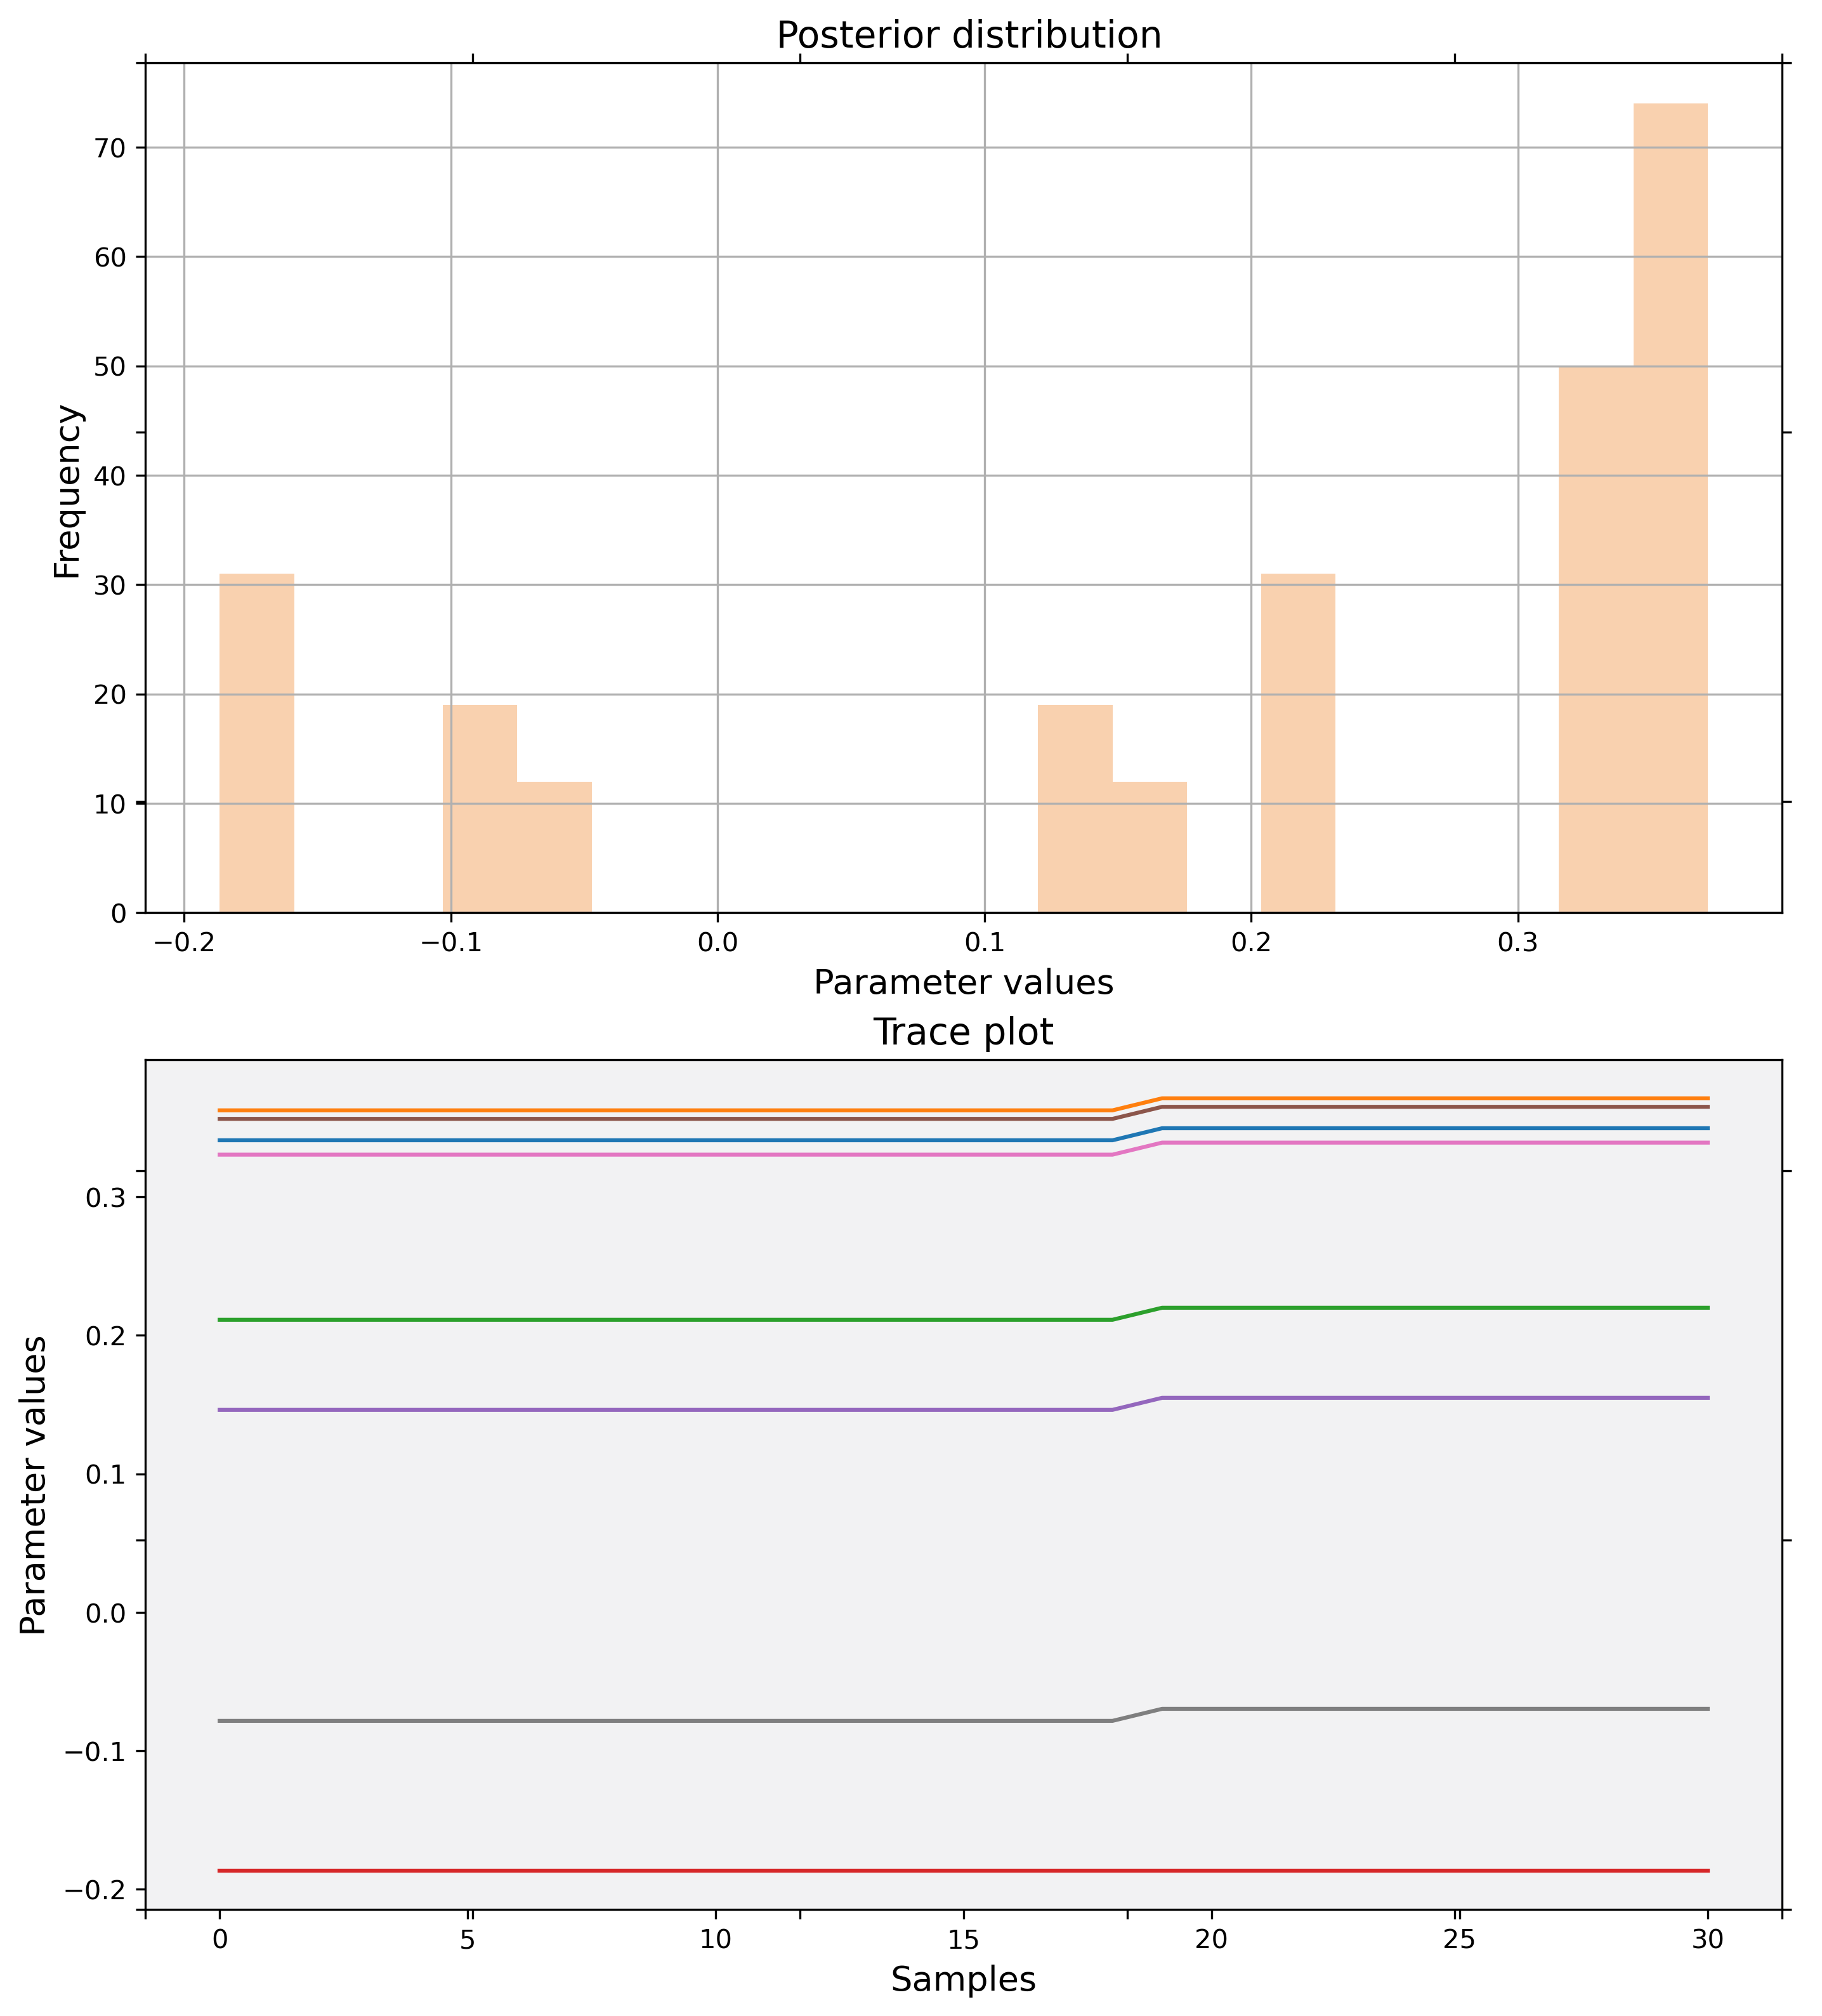 Posterior distribution
Frequency
70
60
50
40
30
20
10
0
−0.2 −0.1 0.0 0.1 0.2 0.3
Parameter values
Trace plot
Parameter values
0.3
0.2
0.1
0.0
−0.1
−0.2
0 5 10 15 20 25 30
Samples